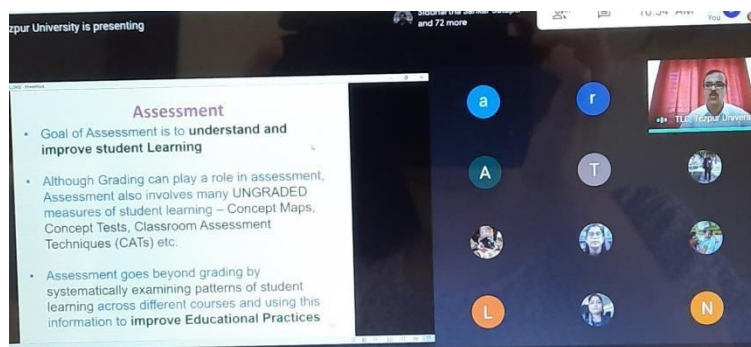 zpur University is presenting
and 72 more
You
Assessment
• Goal of Assessment is to understand and
improve student Learning
• Although Grading can play a role in assessment,
Assessment also involves many UNGRADED
measures of student learning – Concept Maps,
Concept Tests, Classroom Assessment
Techniques (CATs) etc.
• Assessment goes beyond grading by
systematically examining patterns of student
learning across different courses and using this
information to improve Educational Practices
a
r
TLC, Tezpur Univers
A
T
L
N